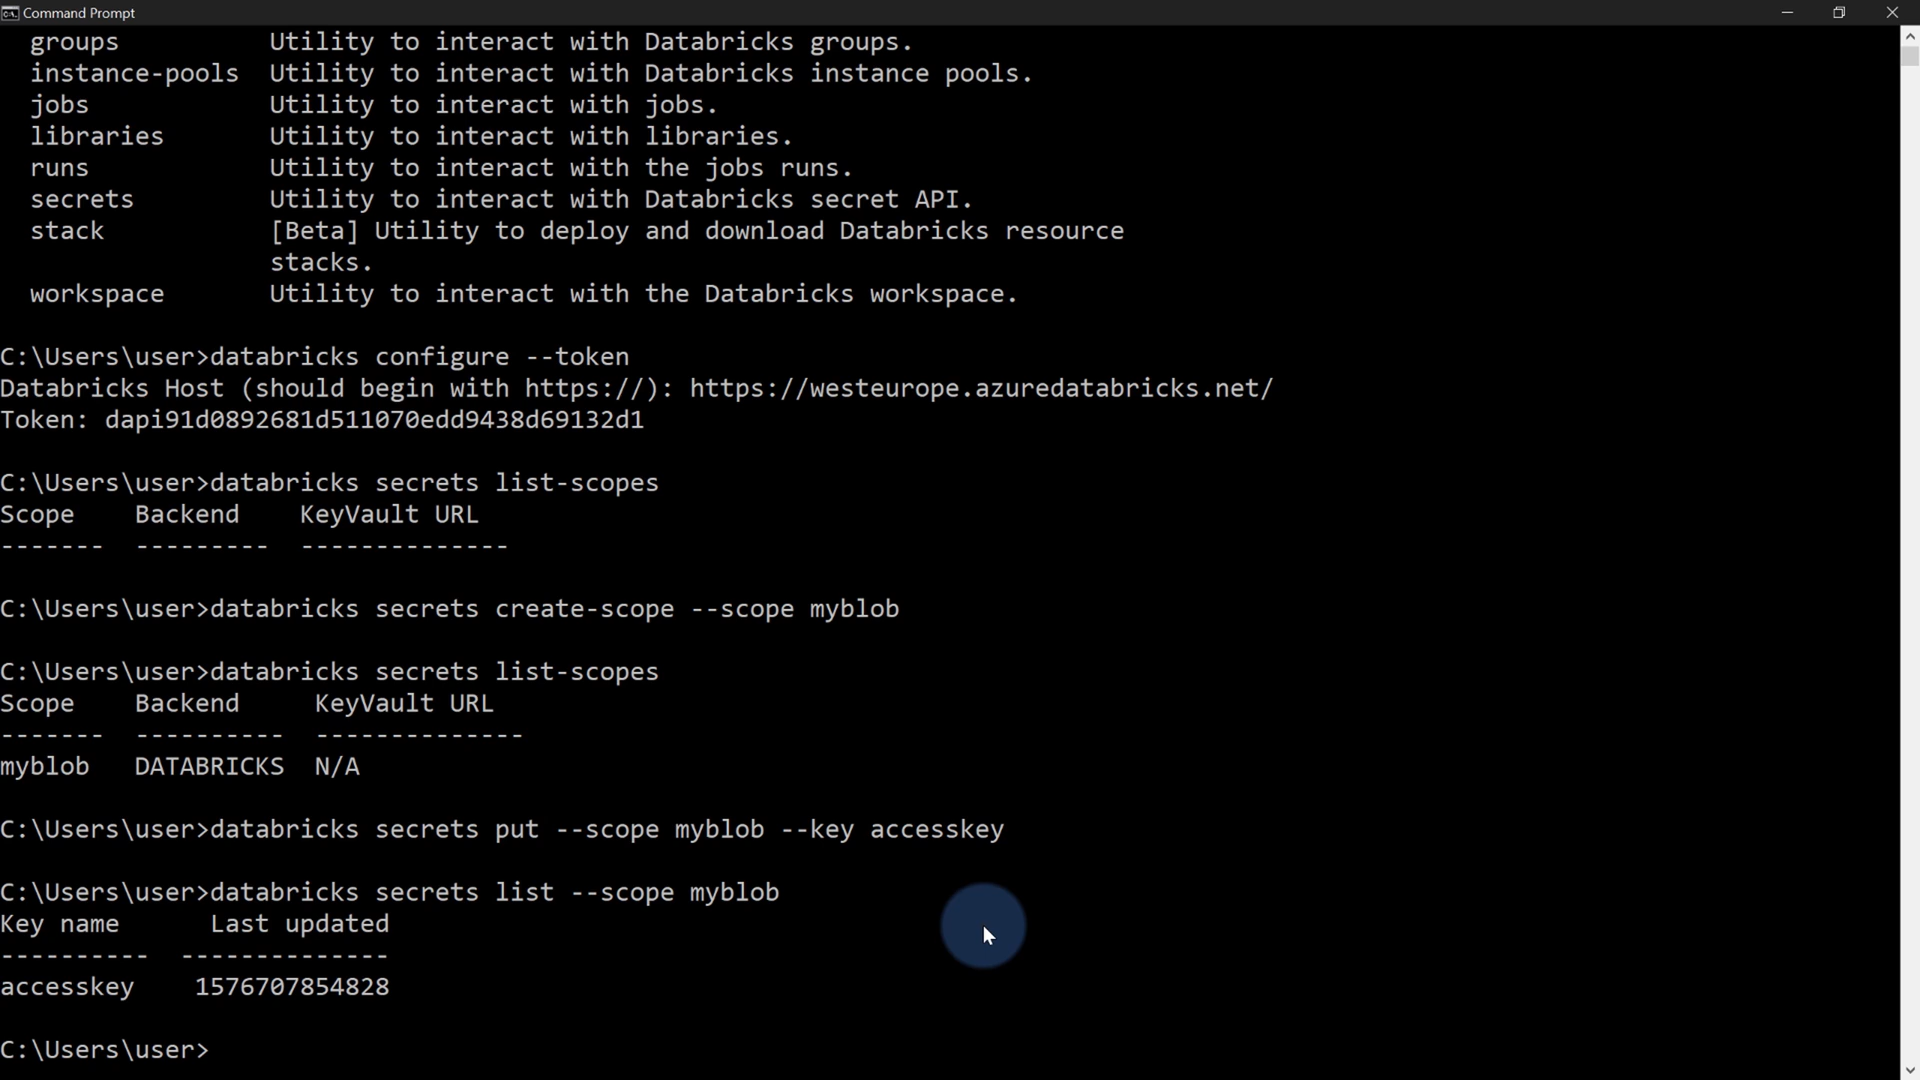 Command Prompt
groups Utility to interact with Databricks groups.
instance-pools Utility to interact with Databricks instance pools.
jobs Utility to interact with jobs.
libraries Utility to interact with libraries.
runs Utility to interact with the jobs runs.
secrets Utility to interact with Databricks secret API.
stack [Beta] Utility to deploy and download Databricks resource
stacks.
workspace Utility to interact with the Databricks workspace.
C:\Users\user>databricks configure --token
Databricks Host (should begin with https://): https://westeurope.azuredatabricks.net/
Token: dapi91d0892681d511070edd9438d69132d1
C:\Users\user>databricks secrets list-scopes
Scope Backend KeyVault URL
------- --------- --------------
C:\Users\user>databricks secrets create-scope --scope myblob
C:\Users\user>databricks secrets list-scopes
Scope Backend KeyVault URL
------- ---------- --------------
myblob DATABRICKS N/A
C:\Users\user>databricks secrets put --scope myblob --key accesskey
C:\Users\user>databricks secrets list --scope myblob
Key name Last updated
---------- --------------
accesskey 1576707854828
C:\Users\user>